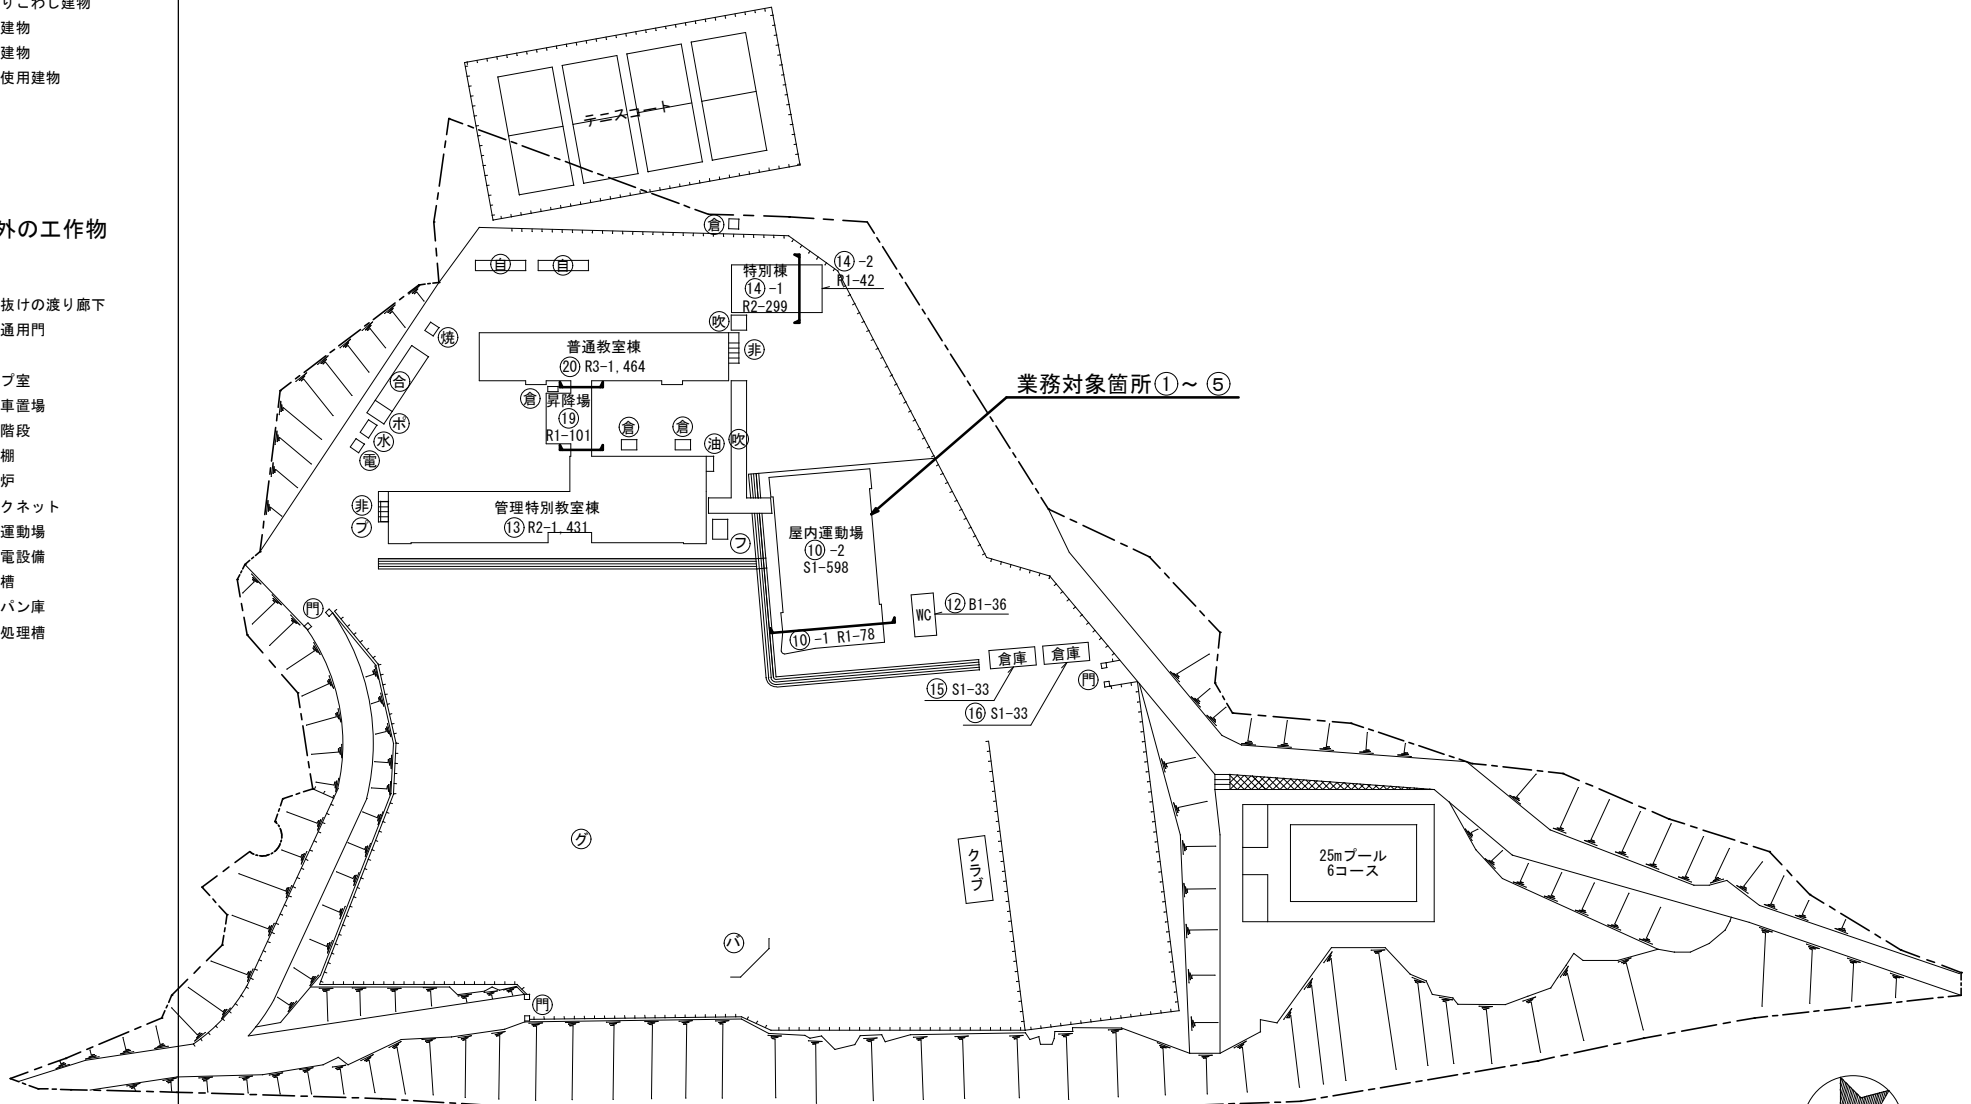 りこわし建物
建物
建物
使用建物
外の工作物
抜けの渡り廊下
通用門
プ室
車置場
階段
棚
炉
クネット
運動場
電設備
槽
パン庫
処理槽
テニスコート
倉
自
自
特別棟
⑭-1
R2-299
⑭-2
R1-42
吹
焼
普通教室棟
⑳ R3-1,464
非
合
倉
昇降場
⑲
R1-101
倉
倉
油
吹
ポ
水
電
業務対象箇所①～⑤
非
プ
管理特別教室棟
⑬ R2-1,431
フ
屋内運動場
⑩-2
S1-598
WC
⑫ B1-36
⑩-1 R1-78
門
倉庫
倉庫
⑮ S1-33
⑯ S1-33
門
グ
クラブ
25mプール
6コース
バ
門